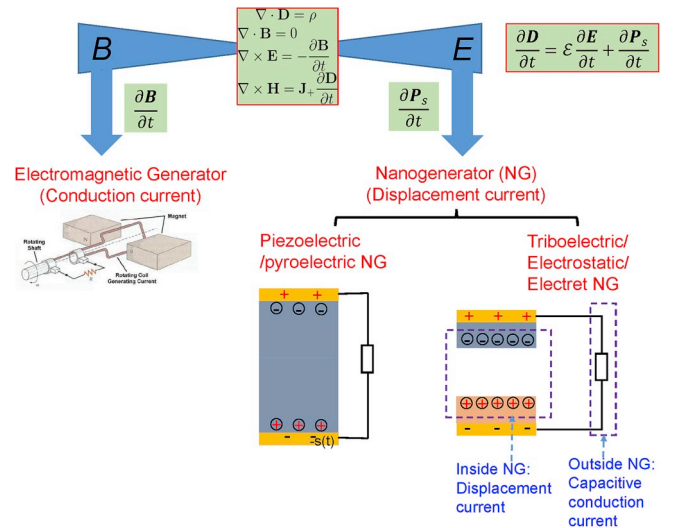 ∇ · D = ρ
∇ · B = 0
∇ × E = -∂B/∂t
∇ × H = J + ∂D/∂t
B
E
∂D/∂t = ε ∂E/∂t + ∂Pₛ/∂t
∂B/∂t
∂Pₛ/∂t
Electromagnetic Generator
(Conduction current)
Nanogenerator (NG)
(Displacement current)
Magnet
Rotating
Shaft
Rotating Coil
Generating Current
Piezoelectric
/pyroelectric NG
Triboelectric/
Electrostatic/
Electret NG
+ +
- - -
+ + +
- -
-s(t)
+ + +
- - - - -
+ + + + +
- - -
Inside NG:
Displacement
current
Outside NG:
Capacitive
conduction
current